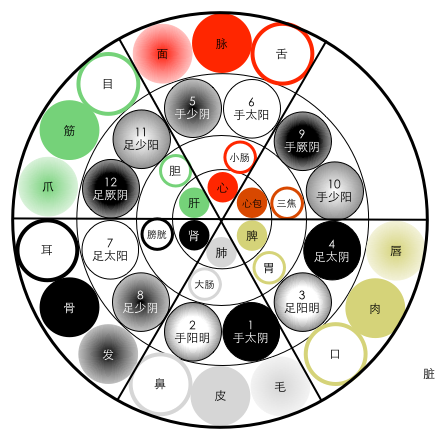 面
脉
舌
目
5
手少阴
6
手太阳
筋
11
足少阳
9
手厥阴
胆
小肠
爪
12
足厥阴
心
10
手少阳
肝
心包
三焦
耳
7
足太阳
膀胱
肾
脾
4
足太阴
唇
肺
胃
骨
8
足少阴
大肠
3
足阳明
肉
2
手阳明
1
手太阴
发
口
鼻
皮
毛
脏